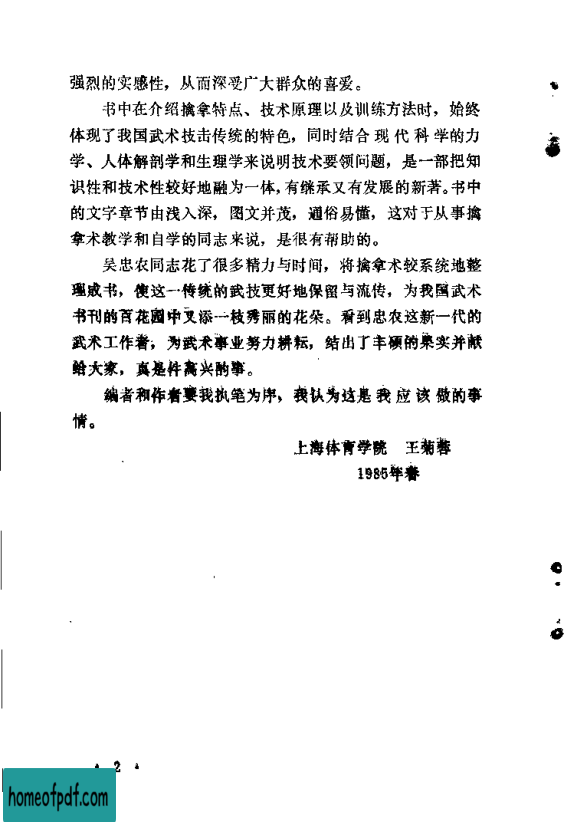 强烈的实感性，从而深受广大群众的喜爱。
书中在介绍擒拿特点、技术原理以及训练方法时，始终
体现了我国武术技击传统的特色，同时结合现代科学的力
学、人体解剖学和生理学来说明技术要领问题，是一部把知
识性和技术性较好地融为一体，有继承又有发展的新著。书中
的文字章节由浅入深，图文并茂，通俗易懂，这对于从事擒
拿术教学和自学的同志来说，是很有帮助的。
吴忠农同志花了很多精力与时间，将擒拿术较系统地整
理成书，使这一传统的武技更好地保留与流传，为我国武术
书刊的百花园中又添一枝秀丽的花朵。看到忠农这新一代的
武术工作者，为武术事业努力耕耘，结出了丰硕的果实并献
给大家，真是件高兴的事。
编者和作者要我执笔为序，我认为这是我应该做的事
情。
上海体育学院 王菊蓉
1985年春
2
homeofpdf.com